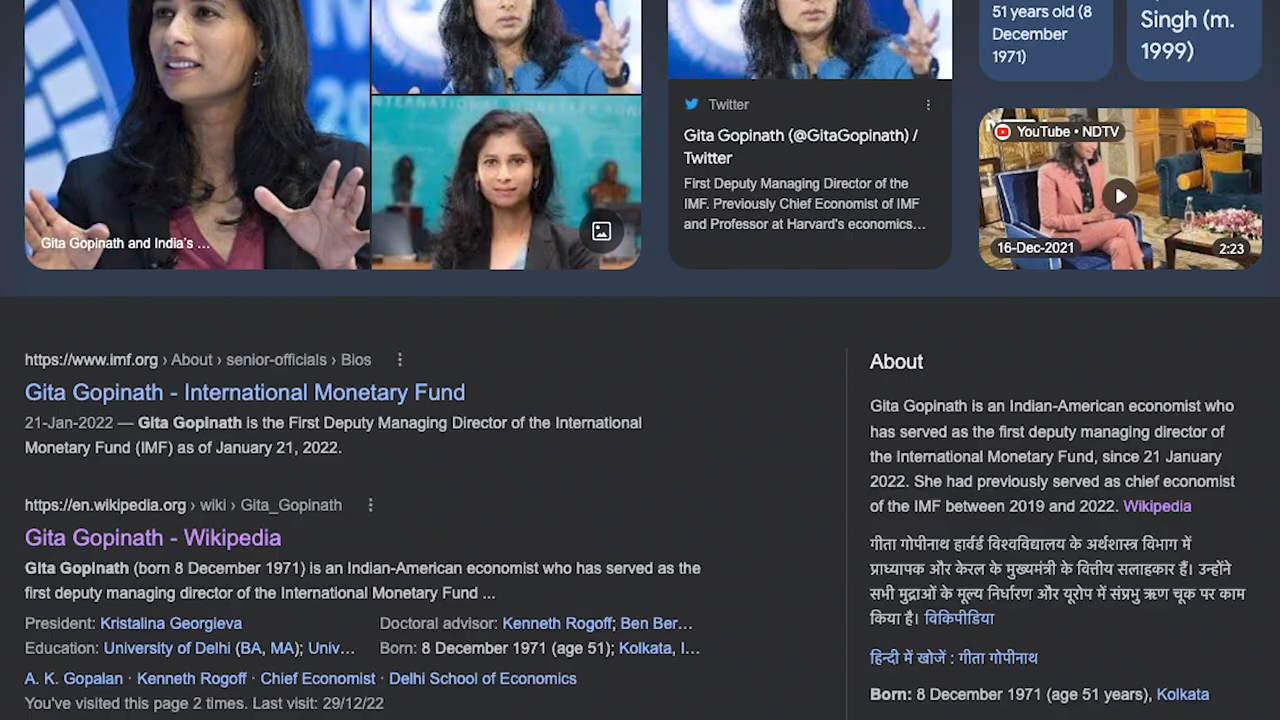 51 years old (8
December
1971)
Singh (m.
1999)
Gita Gopinath and India's ...
INTERNATIONAL MONETARY FUND
Twitter
Gita Gopinath (@GitaGopinath) /
Twitter
First Deputy Managing Director of the
IMF. Previously Chief Economist of IMF
and Professor at Harvard's economics...
YouTube • NDTV
16-Dec-2021
2:23
https://www.imf.org › About › senior-officials › Bios
Gita Gopinath - International Monetary Fund
21-Jan-2022 — Gita Gopinath is the First Deputy Managing Director of the International
Monetary Fund (IMF) as of January 21, 2022.
https://en.wikipedia.org › wiki › Gita_Gopinath
Gita Gopinath - Wikipedia
Gita Gopinath (born 8 December 1971) is an Indian-American economist who has served as the
first deputy managing director of the International Monetary Fund ...
President: Kristalina Georgieva
Doctoral advisor: Kenneth Rogoff; Ben Ber...
Education: University of Delhi (BA, MA); Univ...
Born: 8 December 1971 (age 51); Kolkata, I...
A. K. Gopalan · Kenneth Rogoff · Chief Economist · Delhi School of Economics
You've visited this page 2 times. Last visit: 29/12/22
About
Gita Gopinath is an Indian-American economist who
has served as the first deputy managing director of
the International Monetary Fund, since 21 January
2022. She had previously served as chief economist
of the IMF between 2019 and 2022. Wikipedia
गीता गोपीनाथ हार्वर्ड विश्वविद्यालय के अर्थशास्त्र विभाग में
प्राध्यापक और केरल के मुख्यमंत्री के वित्तीय सलाहकार हैं। उन्होंने
सभी मुद्राओं के मूल्य निर्धारण और यूरोप में संप्रभु ऋण चूक पर काम
किया है। विकिपीडिया
हिन्दी में खोजें : गीता गोपीनाथ
Born: 8 December 1971 (age 51 years), Kolkata